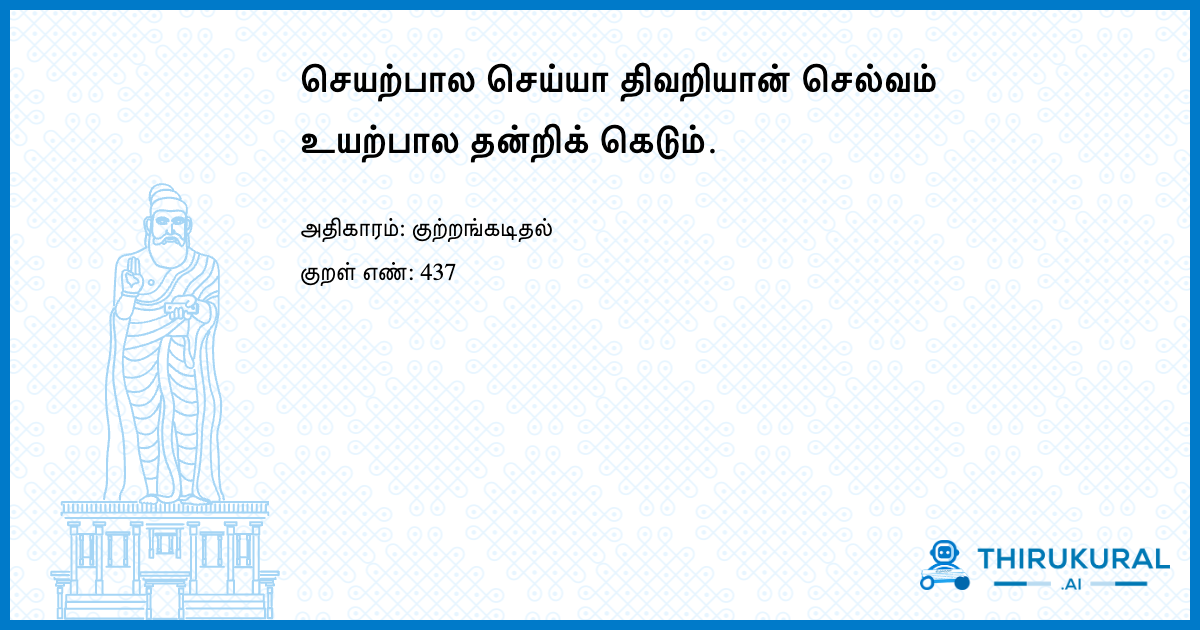 செயற்பால செய்யா திவறியான் செல்வம்
உயற்பால தன்றிக் கெடும்.
அதிகாரம்: குற்றங்கடிதல்
குறள் எண்: 437
THIRUKURAL
.AI